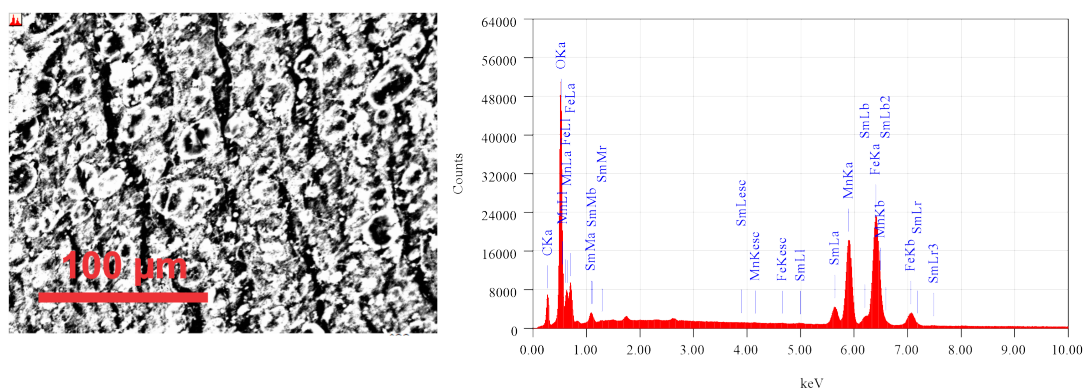 100 µm
Counts
64000
56000
48000
40000
32000
24000
16000
8000
0
0.00 1.00 2.00 3.00 4.00 5.00 6.00 7.00 8.00 9.00 10.00
keV
CKa
OKa
MnLl
MnLa
FeLl
FeLa
SmMa
SmMb
SmMr
SmLesc
MnKesc
FeKesc
SmLl
SmLa
MnKa
SmLb
FeKa
MnKb
SmLb2
FeKb
SmLr
SmLr3